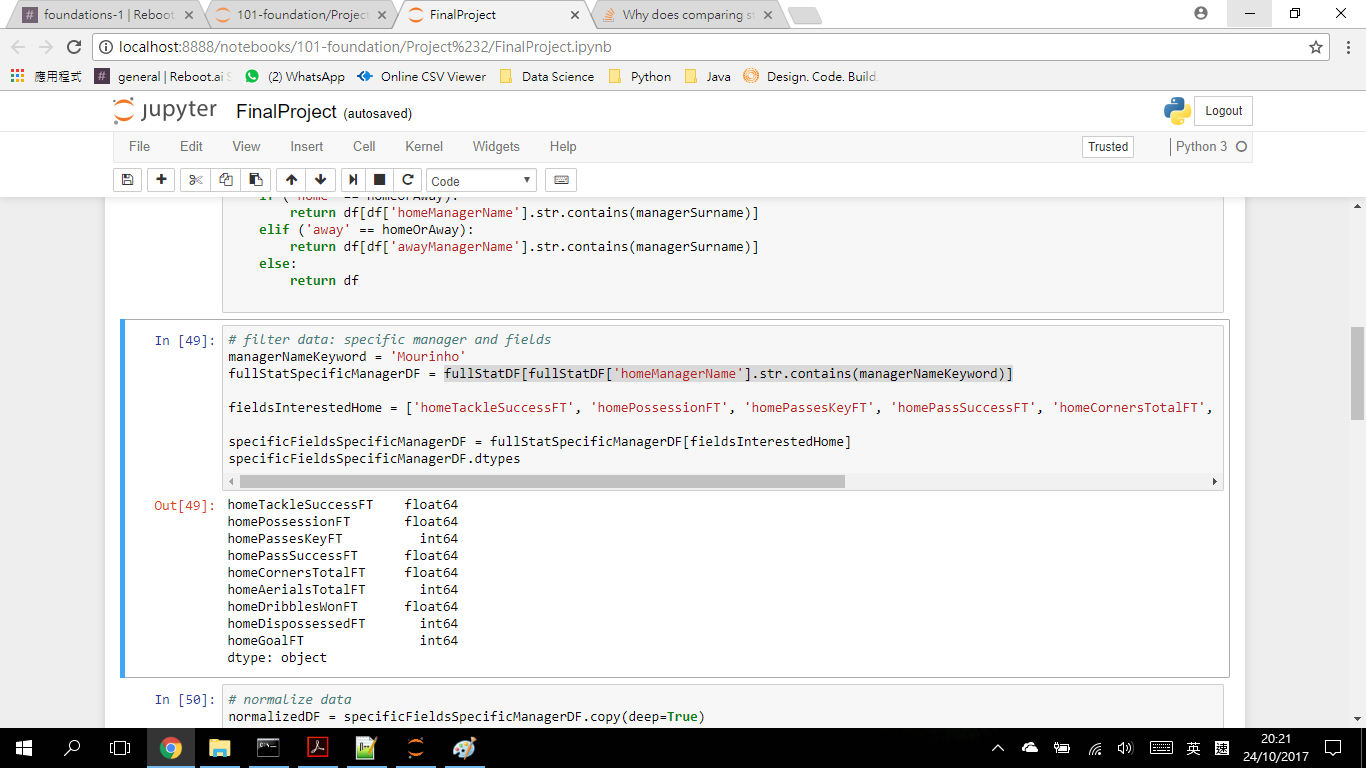 foundations-1 | Reboot
101-foundation/Project
FinalProject
Why does comparing st
localhost:8888/notebooks/101-foundation/Project%232/FinalProject.ipynb
應用程式
general | Reboot.ai S
(2) WhatsApp
Online CSV Viewer
Data Science
Python
Java
Design. Code. Build
jupyter FinalProject (autosaved)
Logout
File Edit View Insert Cell Kernel Widgets Help
Trusted
Python 3
Code
if ('home' == homeOrAway):
return df[df['homeManagerName'].str.contains(managerSurname)]
elif ('away' == homeOrAway):
return df[df['awayManagerName'].str.contains(managerSurname)]
else:
return df
In [49]:
# filter data: specific manager and fields
managerNameKeyword = 'Mourinho'
fullStatSpecificManagerDF = fullStatDF[fullStatDF['homeManagerName'].str.contains(managerNameKeyword)]
fieldsInterestedHome = ['homeTackleSuccessFT', 'homePossessionFT', 'homePassesKeyFT', 'homePassSuccessFT', 'homeCornersTotalFT',
specificFieldsSpecificManagerDF = fullStatSpecificManagerDF[fieldsInterestedHome]
specificFieldsSpecificManagerDF.dtypes
Out[49]:
homeTackleSuccessFT float64
homePossessionFT float64
homePassesKeyFT int64
homePassSuccessFT float64
homeCornersTotalFT float64
homeAerialsTotalFT int64
homeDribblesWonFT float64
homeDispossessedFT int64
homeGoalFT int64
dtype: object
In [50]:
# normalize data
normalizedDF = specificFieldsSpecificManagerDF.copy(deep=True)
英
20:21
24/10/2017